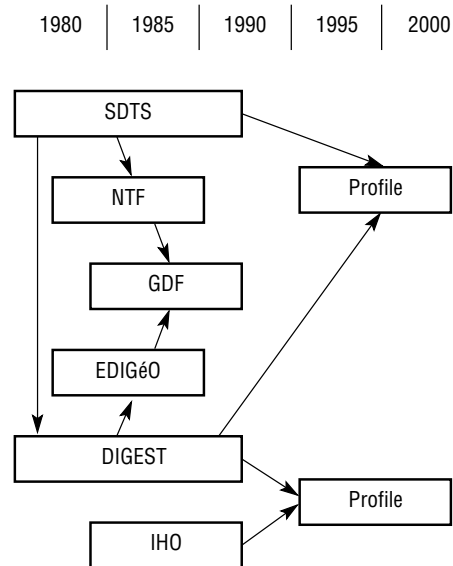 1980 1985 1990 1995 2000
SDTS
NTF
Profile
GDF
EDIGéO
DIGEST
Profile
IHO